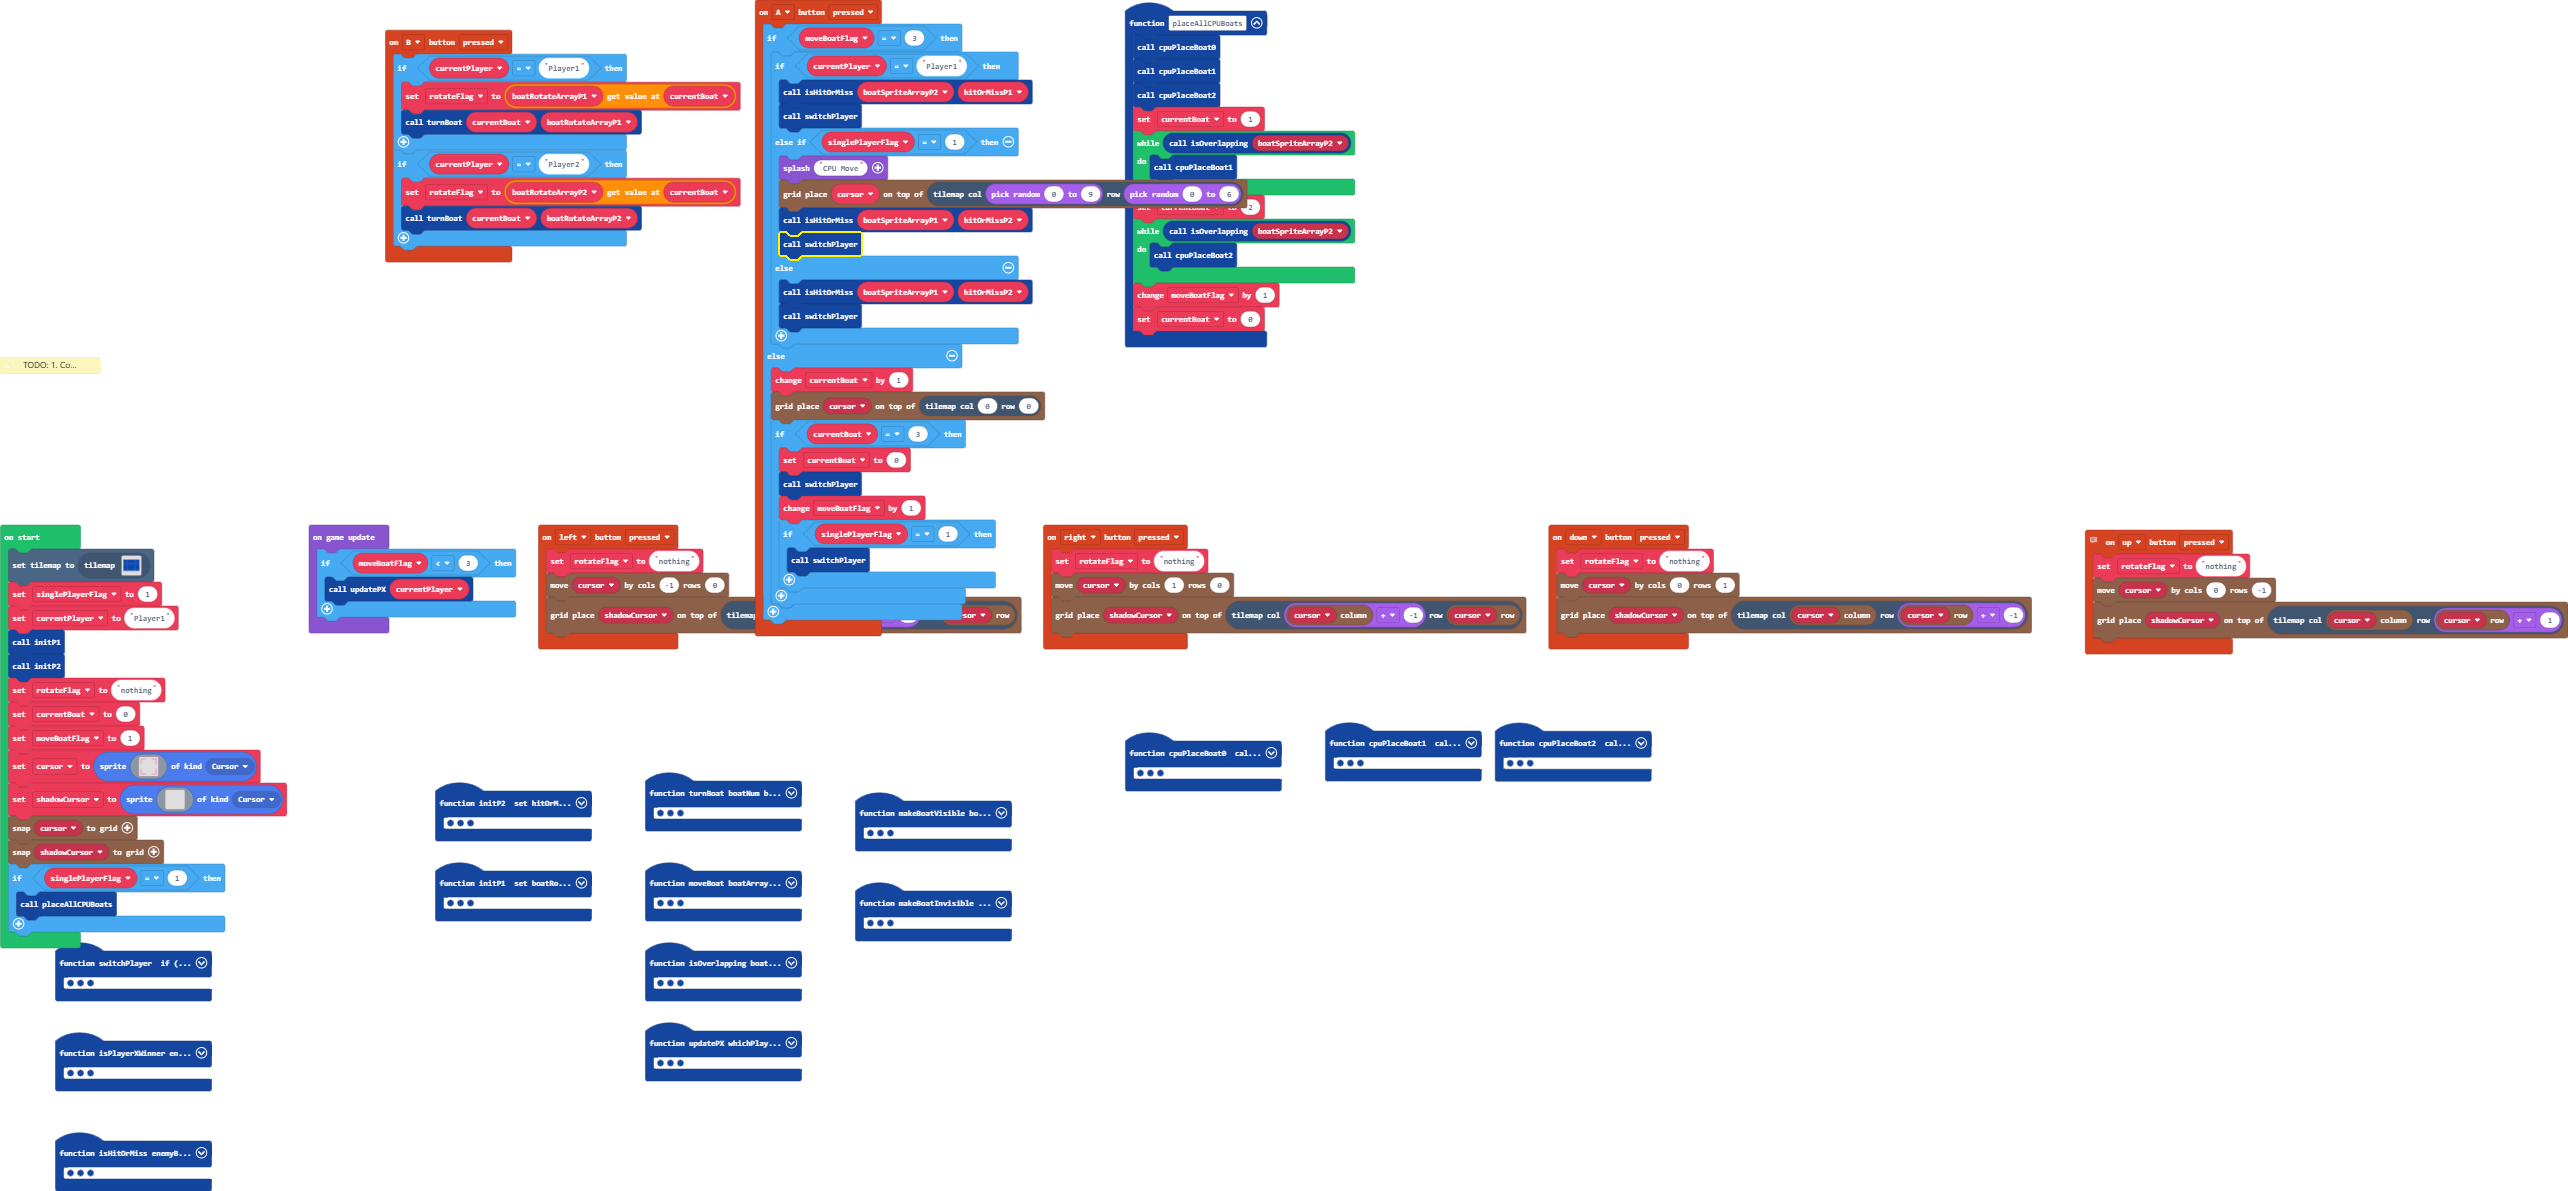 on B button pressed
if currentPlayer = "Player1" then
set rotateFlag to boatRotateArrayP1 get value at currentBoat
call turnBoat currentBoat boatRotateArrayP1
if currentPlayer = "Player2" then
set rotateFlag to boatRotateArrayP2 get value at currentBoat
call turnBoat currentBoat boatRotateArrayP2
on A button pressed
if moveBoatFlag = 3 then
if currentPlayer = "Player1" then
call isHitOrMiss boatSpriteArrayP2 hitOrMissP1
call switchPlayer
else if singlePlayerFlag = 1 then
splash "CPU Move"
grid place cursor on top of tilemap col pick random 0 to 9 row pick random 0 to 6
call isHitOrMiss boatSpriteArrayP1 hitOrMissP2
call switchPlayer
else
call isHitOrMiss boatSpriteArrayP1 hitOrMissP2
call switchPlayer
else
change currentBoat by 1
grid place cursor on top of tilemap col 0 row 0
if currentBoat = 3 then
set currentBoat to 0
call switchPlayer
change moveBoatFlag by 1
if singlePlayerFlag = 1 then
call switchPlayer
function placeAllCPUBoats
call cpuPlaceBoat0
call cpuPlaceBoat1
call cpuPlaceBoat2
set currentBoat to 1
while call isOverlapping boatSpriteArrayP2
do call cpuPlaceBoat1
set currentBoat to 2
while call isOverlapping boatSpriteArrayP2
do call cpuPlaceBoat2
change moveBoatFlag by 1
set currentBoat to 0
TODO: 1. Co...
on start
set tilemap to tilemap
set singlePlayerFlag to 1
set currentPlayer to "Player1"
call initP1
call initP2
set rotateFlag to "nothing"
set currentBoat to 0
set moveBoatFlag to 1
set cursor to sprite of kind Cursor
set shadowCursor to sprite of kind Cursor
snap cursor to grid
snap shadowCursor to grid
if singlePlayerFlag = 1 then
call placeAllCPUBoats
on game update
if moveBoatFlag < 3 then
call updatePX currentPlayer
on left button pressed
set rotateFlag to "nothing"
move cursor by cols -1 rows 0
grid place shadowCursor on top of tilemap sor row
on right button pressed
set rotateFlag to "nothing"
move cursor by cols 1 rows 0
grid place shadowCursor on top of tilemap col cursor column + -1 row cursor row
on down button pressed
set rotateFlag to "nothing"
move cursor by cols 0 rows 1
grid place shadowCursor on top of tilemap col cursor column row cursor row + -1
on up button pressed
set rotateFlag to "nothing"
move cursor by cols 0 rows -1
grid place shadowCursor on top of tilemap col cursor column row cursor row + 1
function cpuPlaceBoat0 cal...
function cpuPlaceBoat1 cal...
function cpuPlaceBoat2 cal...
function initP2 set hitOrM...
function turnBoat boatNum b...
function makeBoatVisible bo...
function initP1 set boatRo...
function moveBoat boatArray...
function makeBoatInvisible ...
function switchPlayer if (...
function isOverlapping boat...
function isPlayerXWinner en...
function updatePX whichPlay...
function isHitOrMiss enemyB...